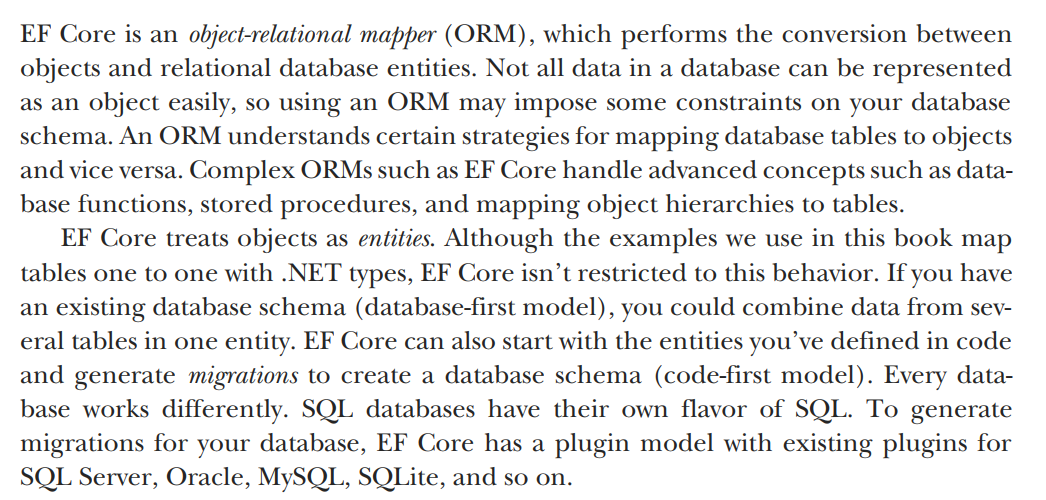 EF Core is an object-relational mapper (ORM), which performs the conversion between
objects and relational database entities. Not all data in a database can be represented
as an object easily, so using an ORM may impose some constraints on your database
schema. An ORM understands certain strategies for mapping database tables to objects
and vice versa. Complex ORMs such as EF Core handle advanced concepts such as data-
base functions, stored procedures, and mapping object hierarchies to tables.
EF Core treats objects as entities. Although the examples we use in this book map
tables one to one with .NET types, EF Core isn’t restricted to this behavior. If you have
an existing database schema (database-first model), you could combine data from sev-
eral tables in one entity. EF Core can also start with the entities you’ve defined in code
and generate migrations to create a database schema (code-first model). Every data-
base works differently. SQL databases have their own flavor of SQL. To generate
migrations for your database, EF Core has a plugin model with existing plugins for
SQL Server, Oracle, MySQL, SQLite, and so on.